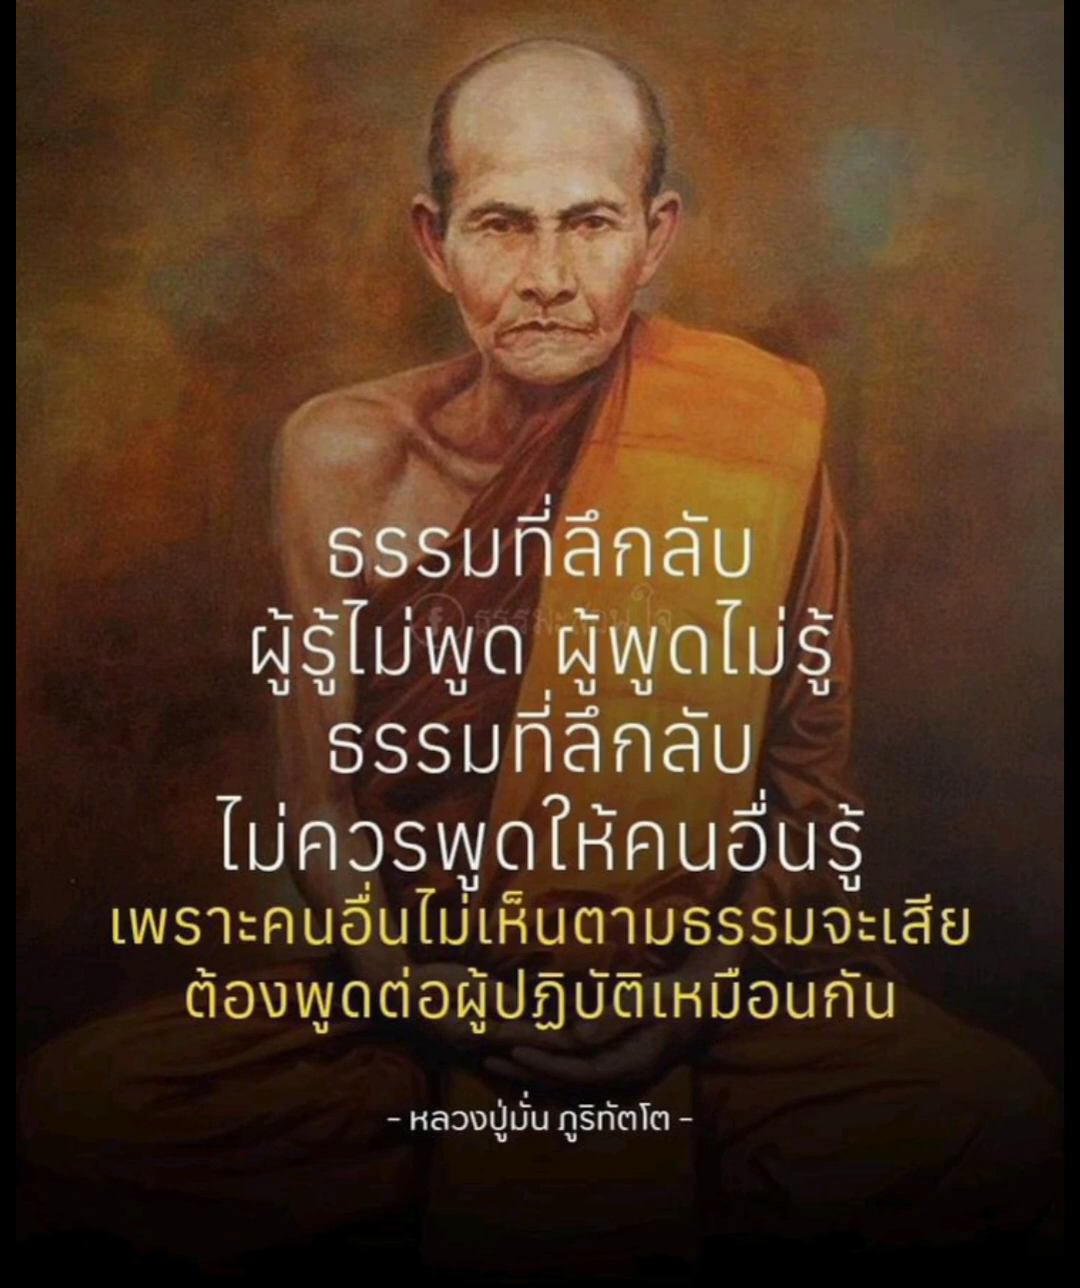 ธรรมที่ลึกลับ
ผู้รู้ไม่พูด ผู้พูดไม่รู้
ธรรมที่ลึกลับ
ไม่ควรพูดให้คนอื่นรู้
เพราะคนอื่นไม่เห็นตามธรรมจะเสีย
ต้องพูดต่อผู้ปฏิบัติเหมือนกัน
- หลวงปู่มั่น ภูริทัตโต -